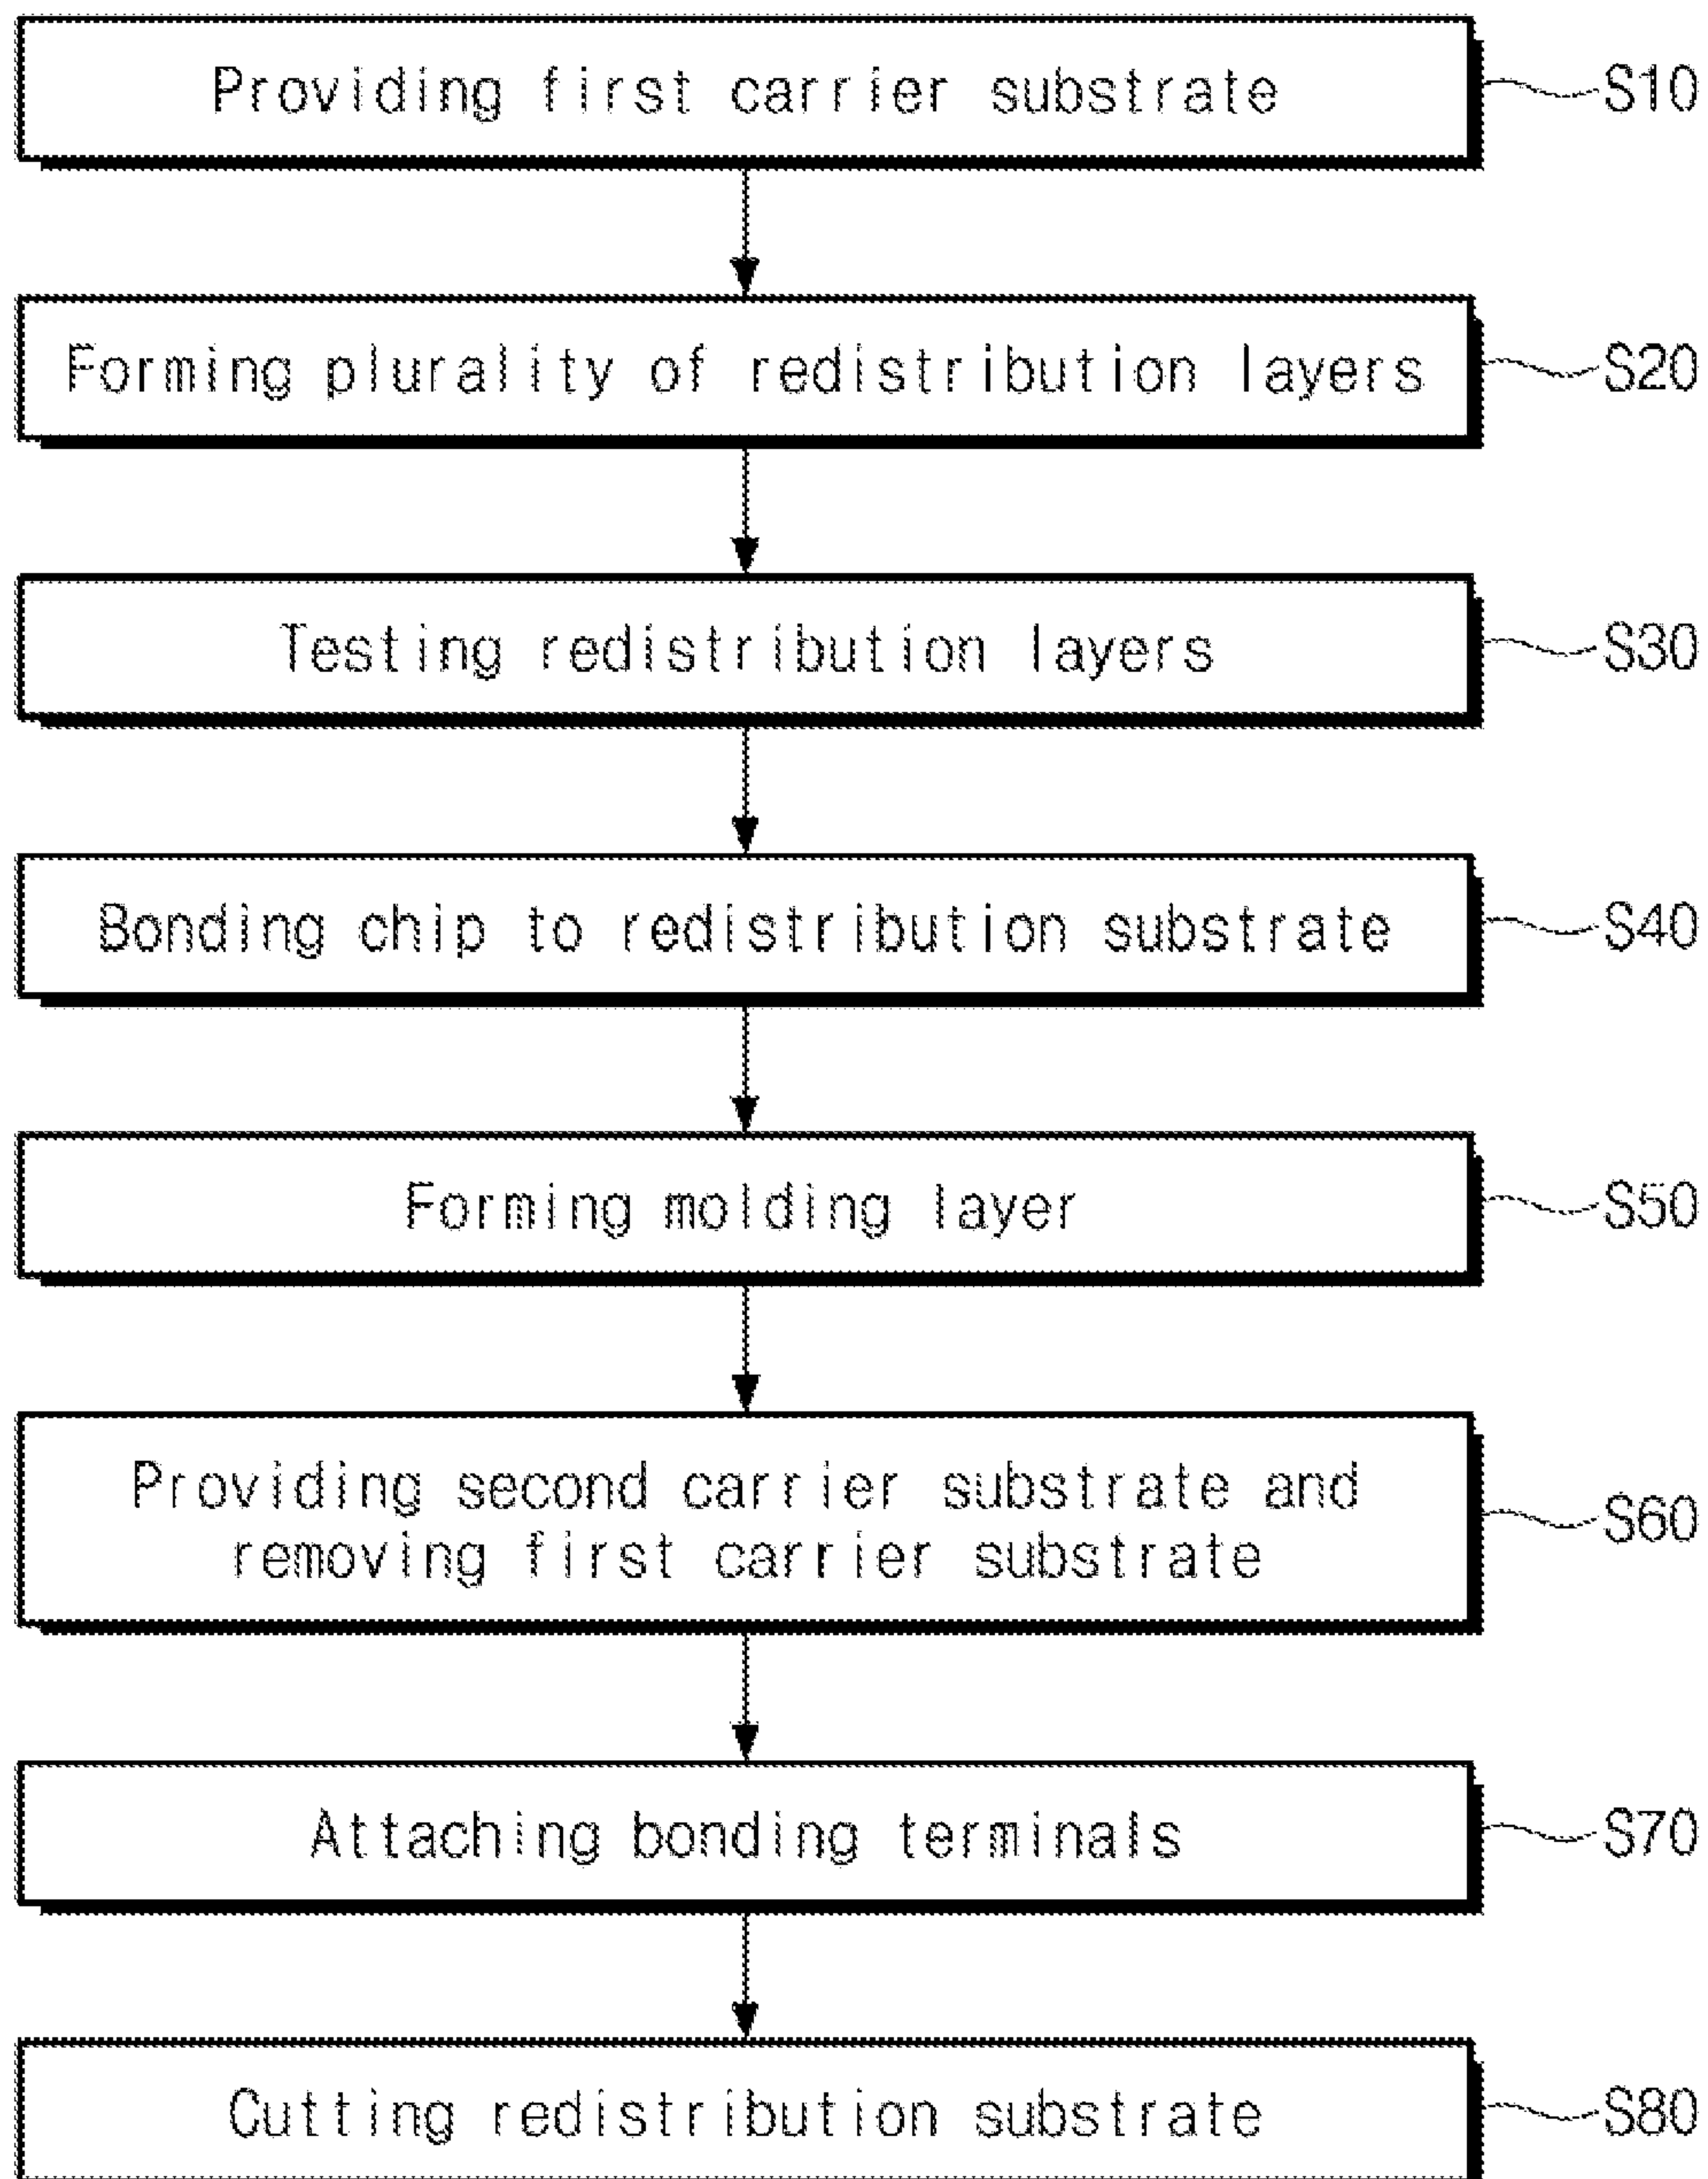 Providing first carrier substrate
S10
Forming plurality of redistribution layers
S20
Testing redistribution layers
S30
Bonding chip to redistribution substrate
S40
Forming molding layer
S50
Providing second carrier substrate and
removing first carrier substrate
S60
Attaching bonding terminals
S70
Cutting redistribution substrate
S80